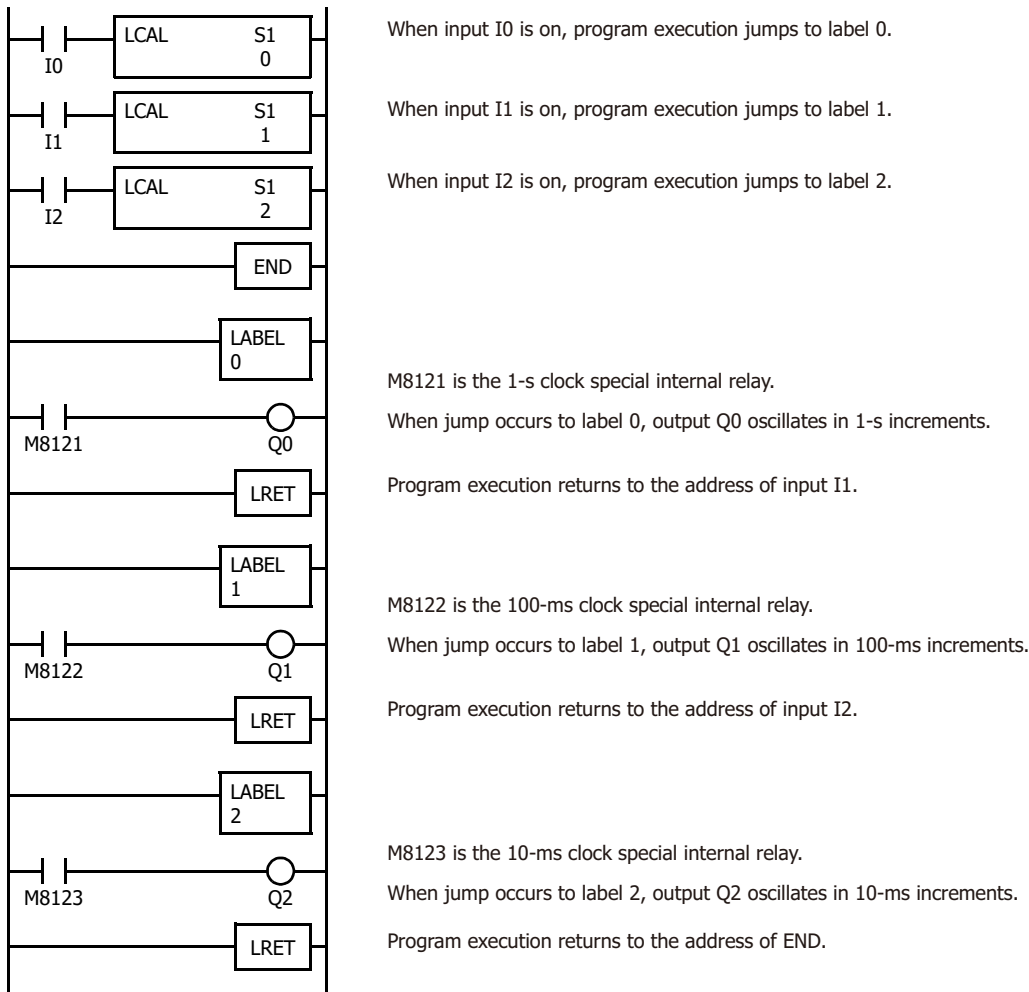 LCAL S1 When input I0 is on, program execution jumps to label 0.
0
I0
LCAL S1 When input I1 is on, program execution jumps to label 1.
1
I1
LCAL S1 When input I2 is on, program execution jumps to label 2.
2
I2
END
LABEL
0
M8121 is the 1-s clock special internal relay.
When jump occurs to label 0, output Q0 oscillates in 1-s increments.
M8121 Q0
LRET Program execution returns to the address of input I1.
LABEL
1
M8122 is the 100-ms clock special internal relay.
When jump occurs to label 1, output Q1 oscillates in 100-ms increments.
M8122 Q1
LRET Program execution returns to the address of input I2.
LABEL
2
M8123 is the 10-ms clock special internal relay.
When jump occurs to label 2, output Q2 oscillates in 10-ms increments.
M8123 Q2
LRET Program execution returns to the address of END.